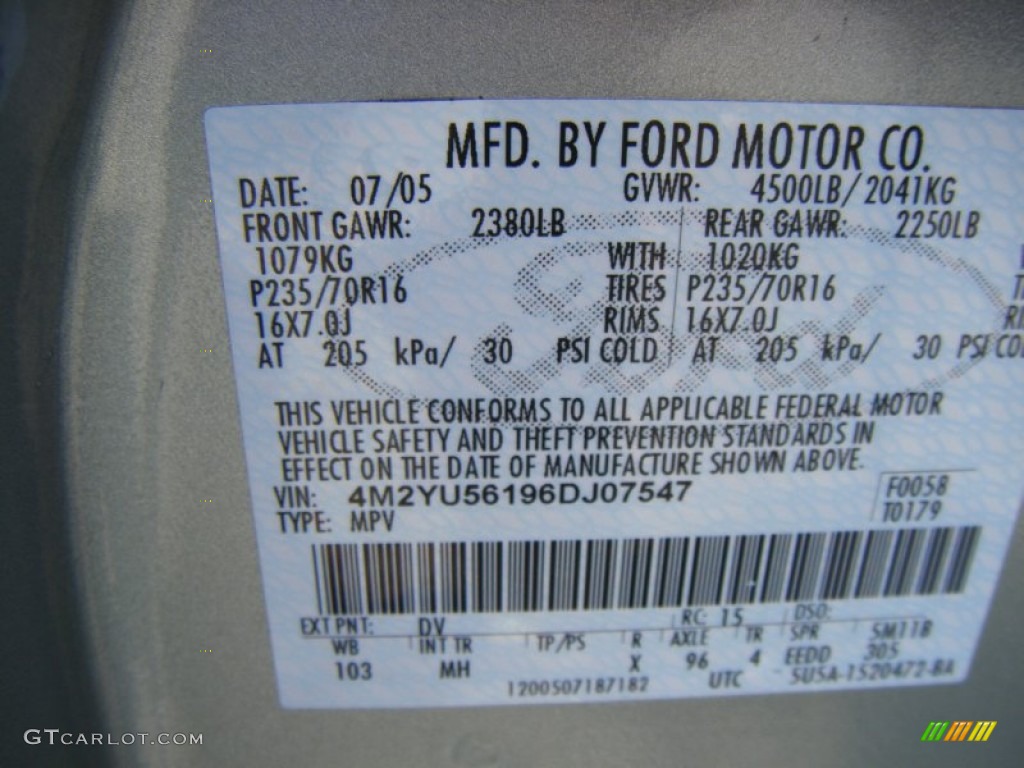 MFD. BY FORD MOTOR CO.
DATE: 07/05 GVWR: 4500LB/2041KG
FRONT GAWR: 2380LB REAR GAWR: 2250LB
1079KG WITH 1020KG
P235/70R16 TIRES P235/70R16
16X7.0J RIMS 16X7.0J
AT 205 kPa/ 30 PSI COLD AT 205 kPa/ 30 PSI
THIS VEHICLE CONFORMS TO ALL APPLICABLE FEDERAL MOTOR
VEHICLE SAFETY AND THEFT PREVENTION STANDARDS IN
EFFECT ON THE DATE OF MANUFACTURE SHOWN ABOVE.
VIN: 4M2YU56196DJ07547 F0058
TYPE: MPV T0179
EXT PNT: DV RC: 15 DSO:
WB INT TR TP/PS R AXLE TR SPR 5M11B
103 MH X 96 4 EEDD 305
1200507187182 UTC 5U5A-1520472-BA
GTCARLOT.COM